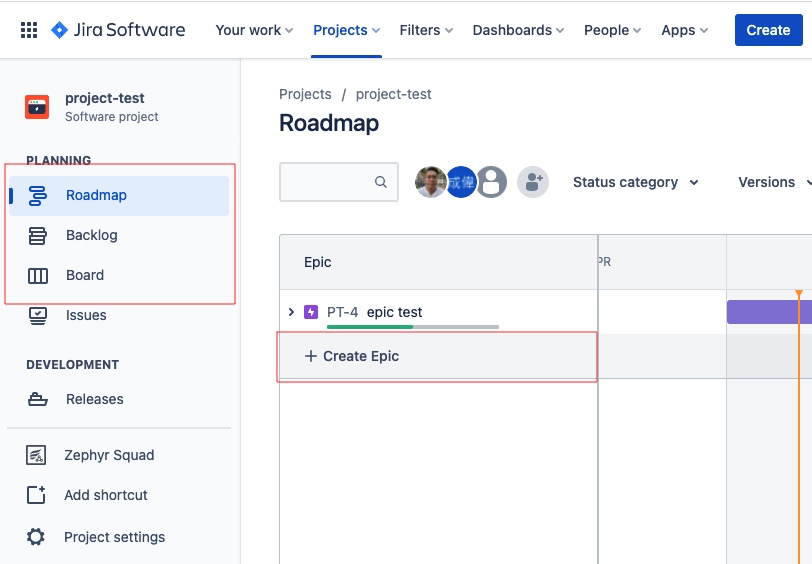 Jira Software
Your work
Projects
Filters
Dashboards
People
Apps
Create
project-test
Software project
PLANNING
Roadmap
Backlog
Board
Issues
DEVELOPMENT
Releases
Zephyr Squad
Add shortcut
Project settings
Projects / project-test
Roadmap
成偉
Status category
Versions
Epic
PR
PT-4 epic test
+ Create Epic